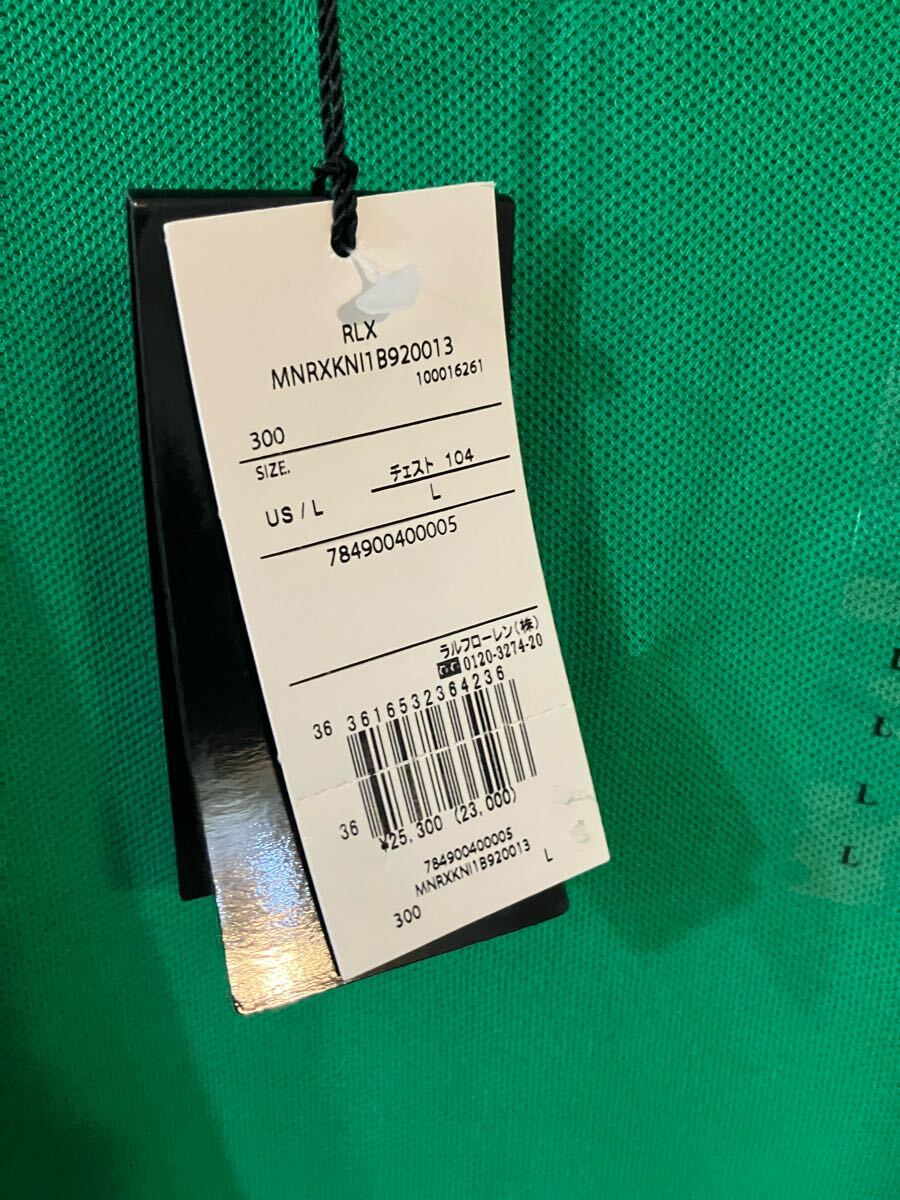 RLX
MNRXKNI1B920013
100016261
300
SIZE.
チェスト 104
US / L
L
784900400005
ラルフローレン(株)
0120-3274-20
36 3616532364236
36
¥25,300 (23,000)
784900400005
MNRXKNI1B920013 L
300
L
L
L
L